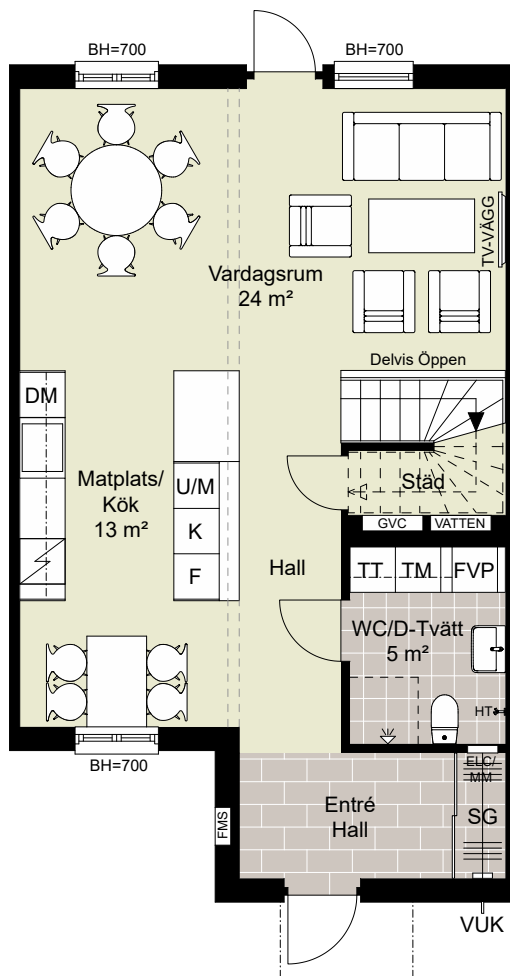 BH=700
BH=700
TV-VÄGG
Vardagsrum
24 m²
Delvis Öppen
DM
Matplats/
Kök
13 m²
U/M
K
F
Städ
GVC
VATTEN
Hall
TT
TM
FVP
WC/D-Tvätt
5 m²
HT
BH=700
ELC/
MM
FMS
Entré
Hall
SG
VUK